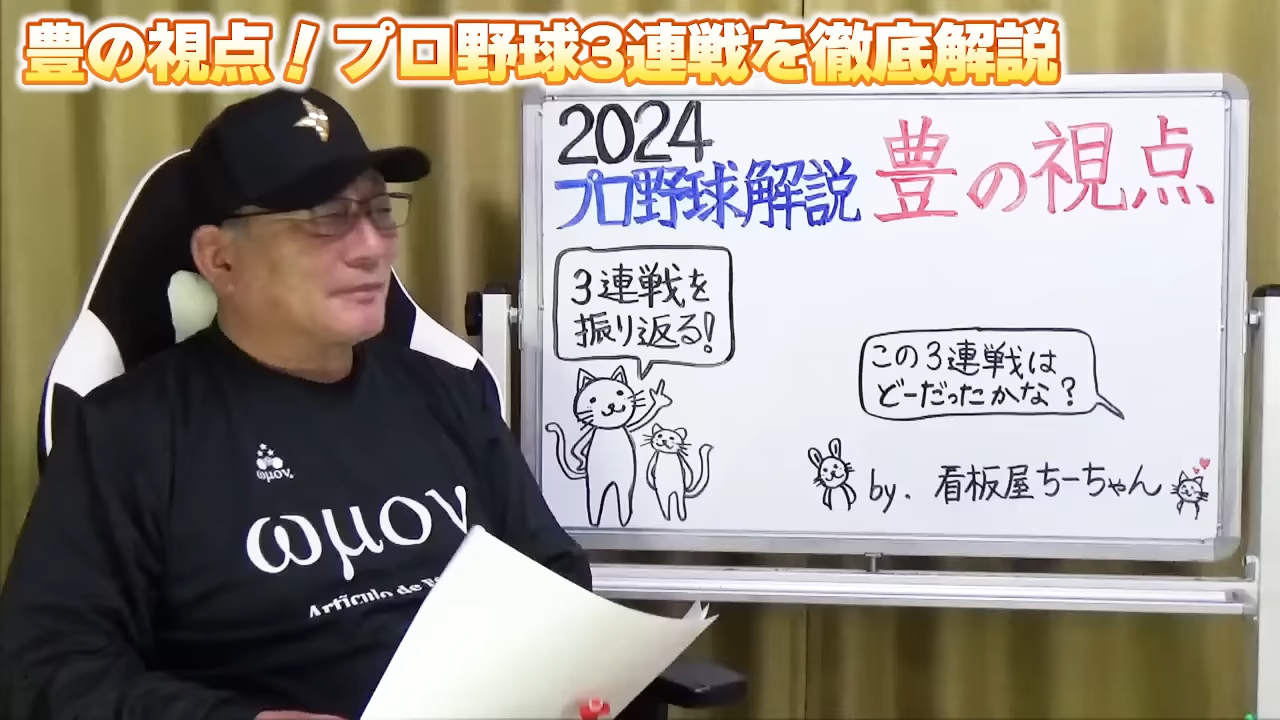 豊の視点!プロ野球3連戦を徹底解説
2024
プロ野球解説 豊の視点
3連戦を
振り返る!
この3連戦は
どーだったかな?
by. 看板屋ちーちゃん
ωμον
ωμον
Artículo de